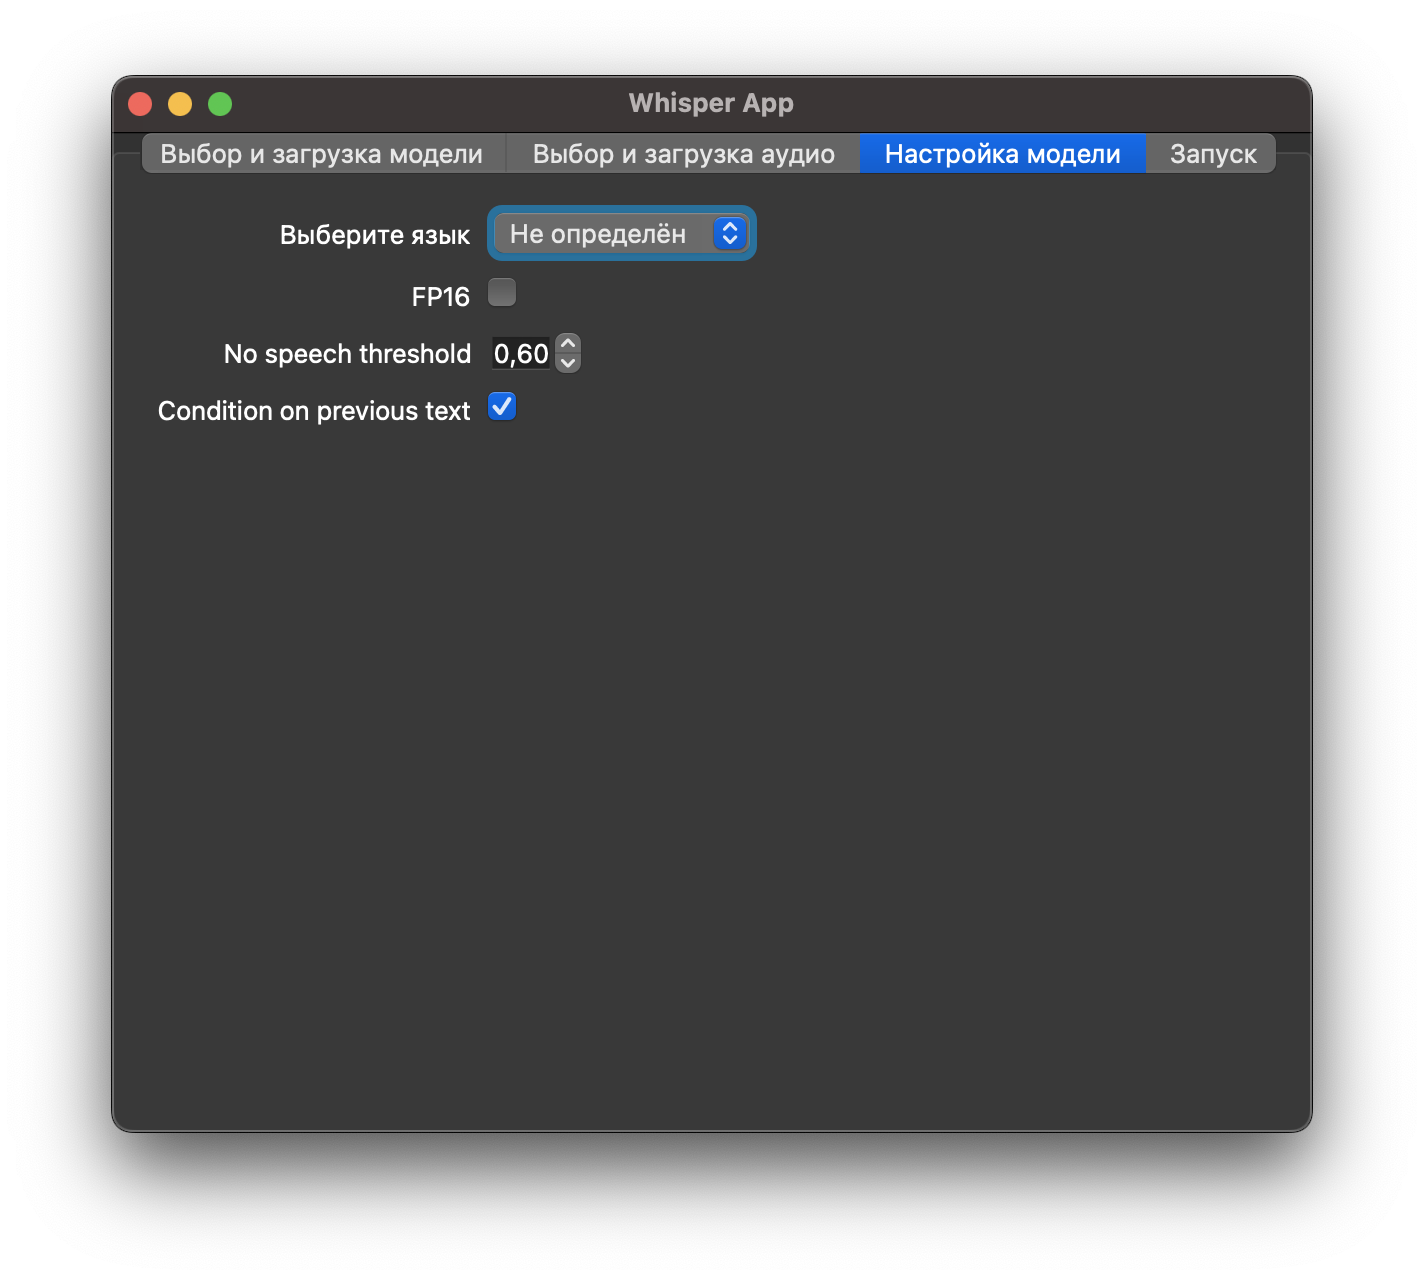 Whisper App
Выбор и загрузка модели Выбор и загрузка аудио Настройка модели Запуск
Выберите язык Не определён
FP16
No speech threshold 0,60
Condition on previous text